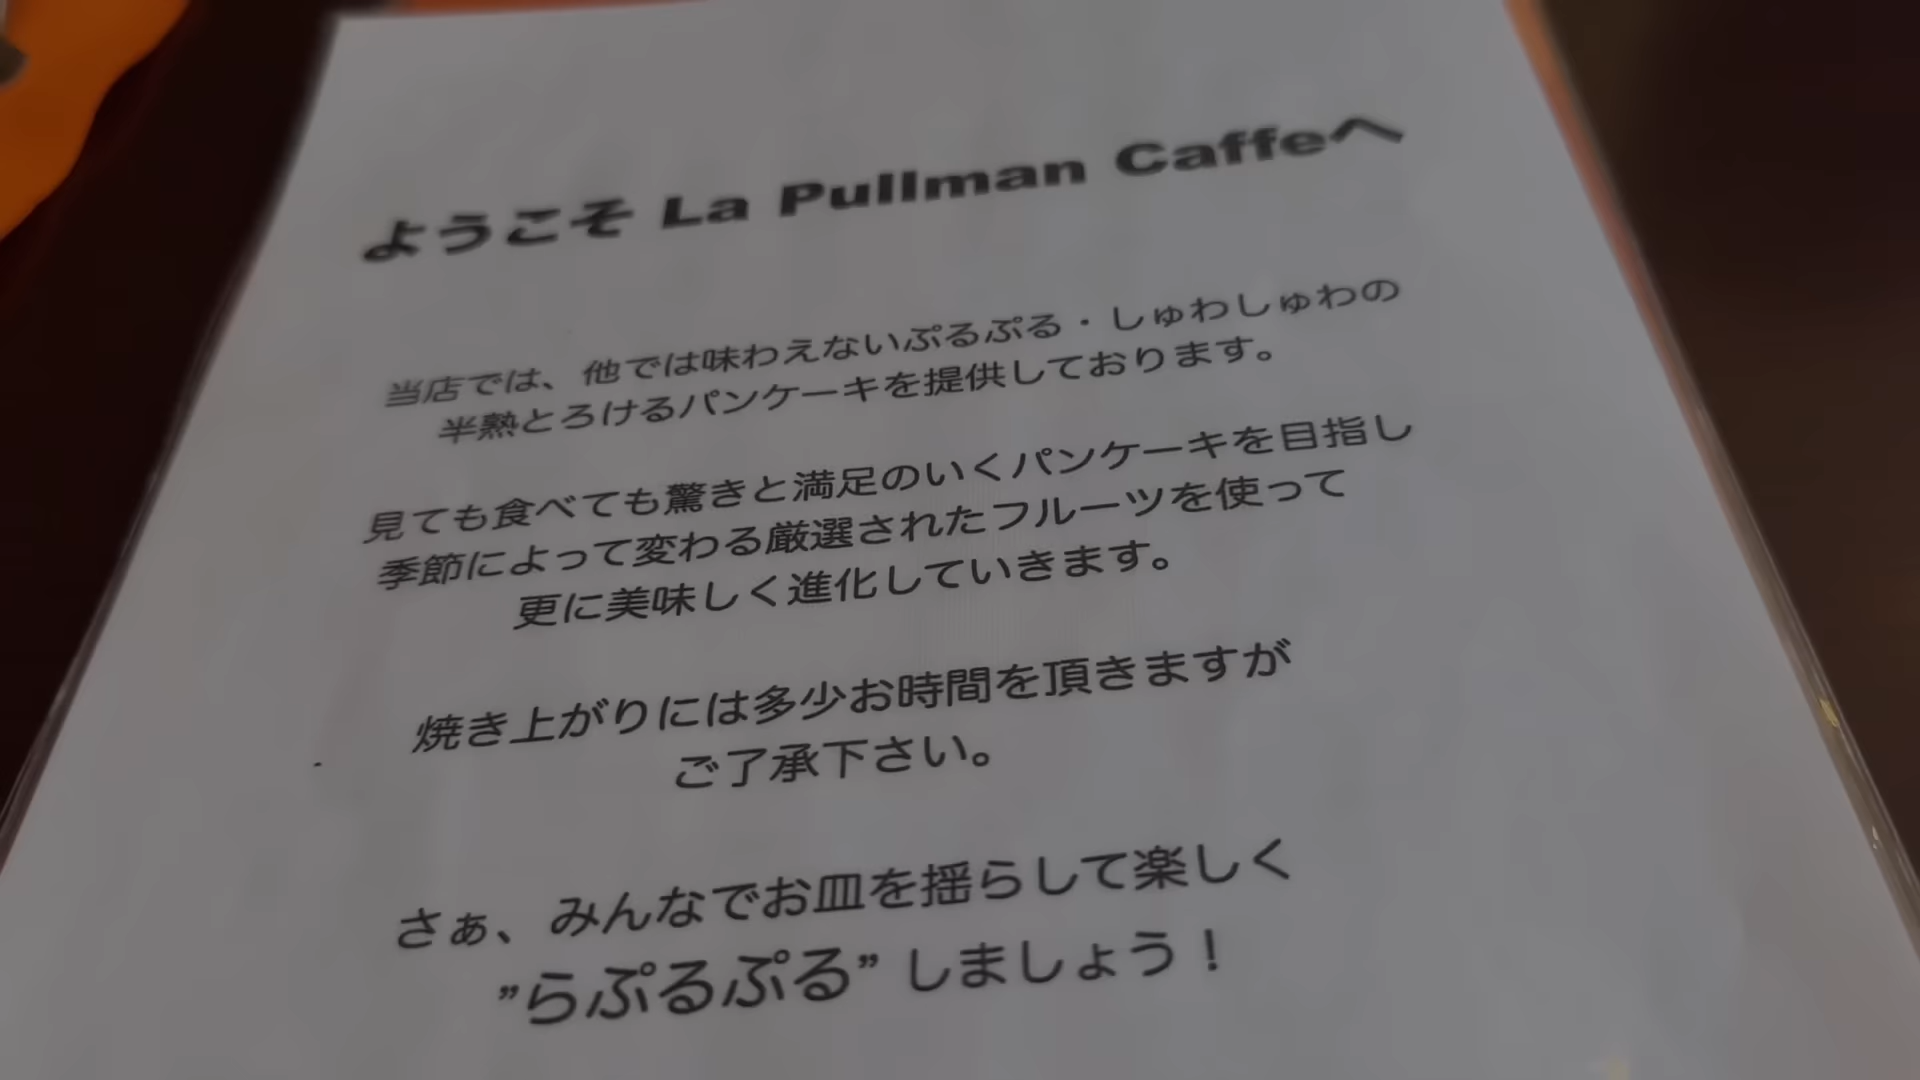 ようこそ La Pullman Caffeへ
当店では、他では味わえないぷるぷる・しゅわしゅわの
半熟とろけるパンケーキを提供しております。
見ても食べても驚きと満足のいくパンケーキを目指し
季節によって変わる厳選されたフルーツを使って
更に美味しく進化していきます。
焼き上がりには多少お時間を頂きますが
ご了承下さい。
さぁ、みんなでお皿を揺らして楽しく
”らぷるぷる” しましょう！